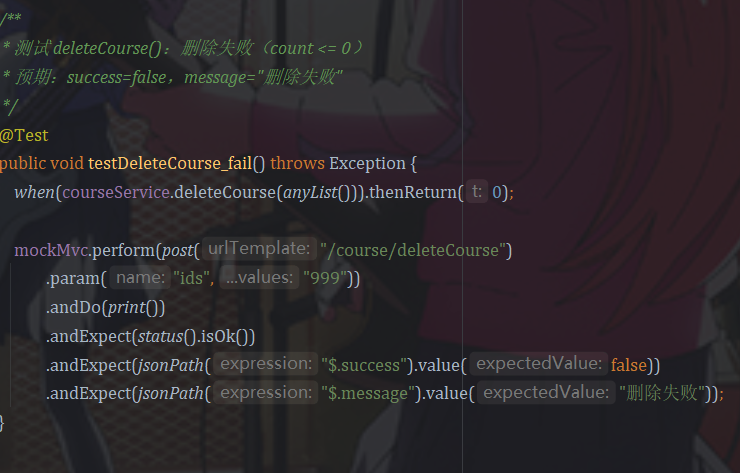 /**
* 测试 deleteCourse()：删除失败（count <= 0）
* 预期：success=false，message="删除失败"
*/
@Test
public void testDeleteCourse_fail() throws Exception {
when(courseService.deleteCourse(anyList())).thenReturn( t: 0);
mockMvc.perform(post( urlTemplate: "/course/deleteCourse")
.param( name: "ids", ...values: "999"))
.andDo(print())
.andExpect(status().isOk())
.andExpect(jsonPath( expression: "$.success").value( expectedValue: false))
.andExpect(jsonPath( expression: "$.message").value( expectedValue: "删除失败"));
}